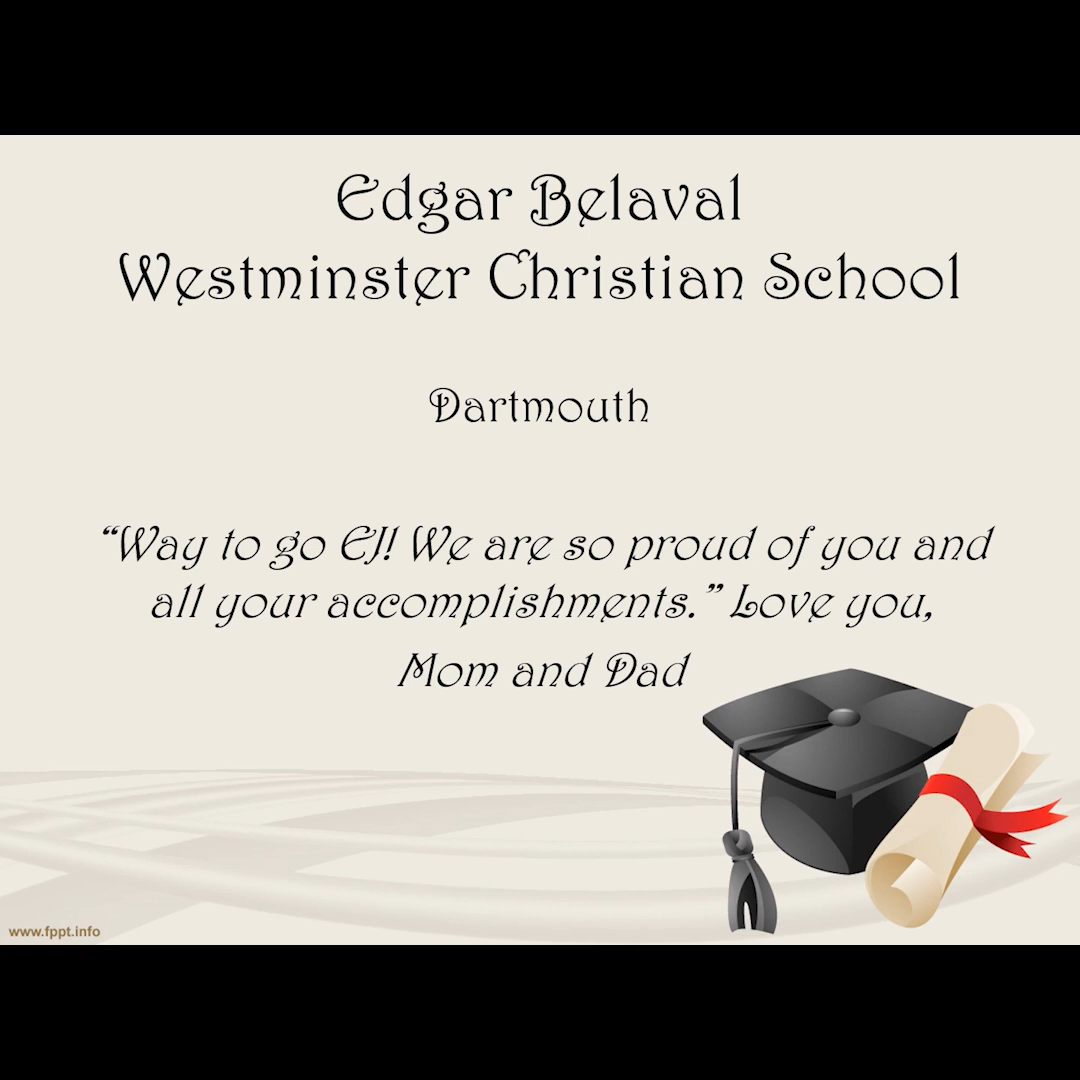 Edgar Belaval
Westminster Christian School
Dartmouth
“Way to go EJ! We are so proud of you and
all your accomplishments.” Love you,
Mom and Dad
www.fppt.info